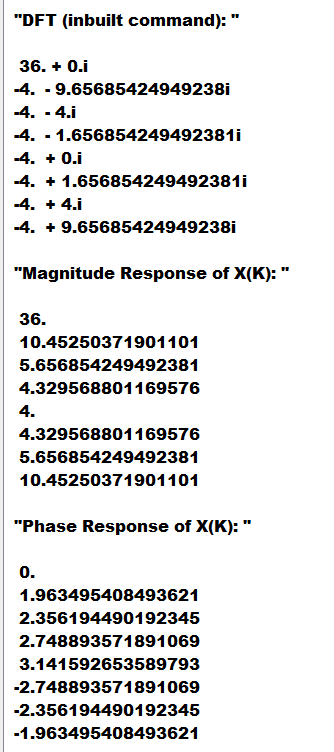 "DFT (inbuilt command): "
36. + 0.i
-4. - 9.65685424949238i
-4. - 4.i
-4. - 1.656854249492381i
-4. + 0.i
-4. + 1.656854249492381i
-4. + 4.i
-4. + 9.65685424949238i
"Magnitude Response of X(K): "
36.
10.45250371901101
5.656854249492381
4.329568801169576
4.
4.329568801169576
5.656854249492381
10.45250371901101
"Phase Response of X(K): "
0.
1.963495408493621
2.356194490192345
2.748893571891069
3.141592653589793
-2.748893571891069
-2.356194490192345
-1.963495408493621